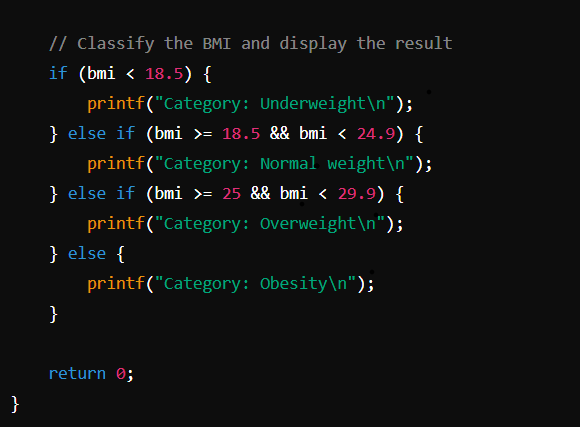 // Classify the BMI and display the result
if (bmi < 18.5) {
printf("Category: Underweight\n");
} else if (bmi >= 18.5 && bmi < 24.9) {
printf("Category: Normal weight\n");
} else if (bmi >= 25 && bmi < 29.9) {
printf("Category: Overweight\n");
} else {
printf("Category: Obesity\n");
}
return 0;
}